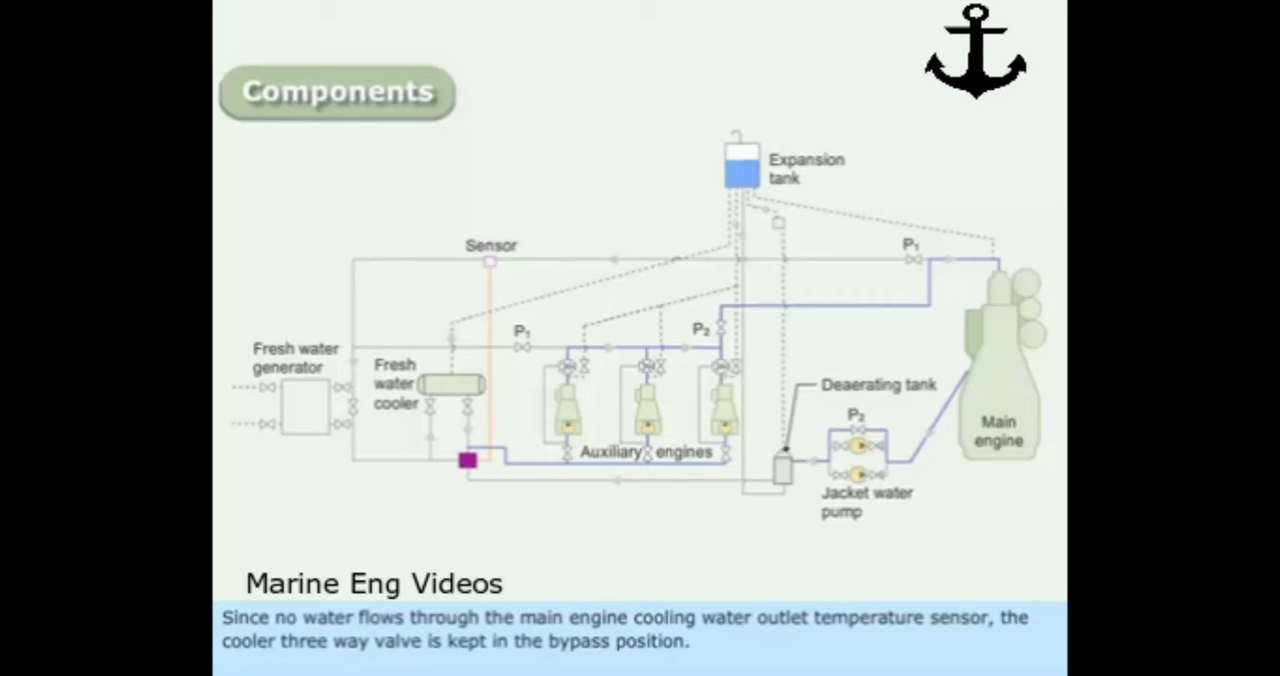 Components
Expansion
tank
Sensor
P1
P1
P2
Fresh water
generator
Fresh
water
cooler
Deaerating tank
P2
Main
engine
Auxiliary engines
Jacket water
pump
Marine Eng Videos
Since no water flows through the main engine cooling water outlet temperature sensor, the
cooler three way valve is kept in the bypass position.